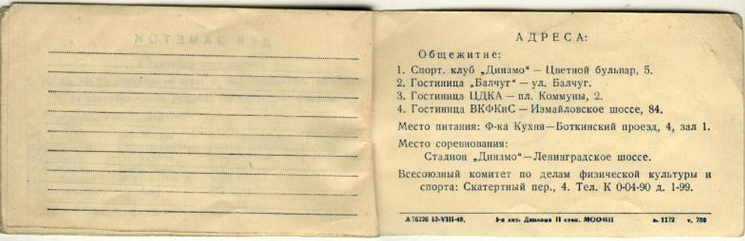 АДРЕСА:
Общежитие:
1. Спорт. клуб „Динамо“ — Цветной бульвар, 5.
2. Гостиница „Балчуг“ — ул. Балчуг.
3. Гостиница ЦДКА — пл. Коммуны, 2.
4. Гостиница ВКФКиС — Измайловское шоссе, 84.
Место питания: Ф-ка Кухня—Боткинский проезд, 4, зал 1.
Место соревнования:
Стадион „Динамо“—Ленинградское шоссе.
Всесоюзный комитет по делам физической культуры и
спорта: Скатертный пер., 4. Тел. К 0-04-90 д. 1-99.